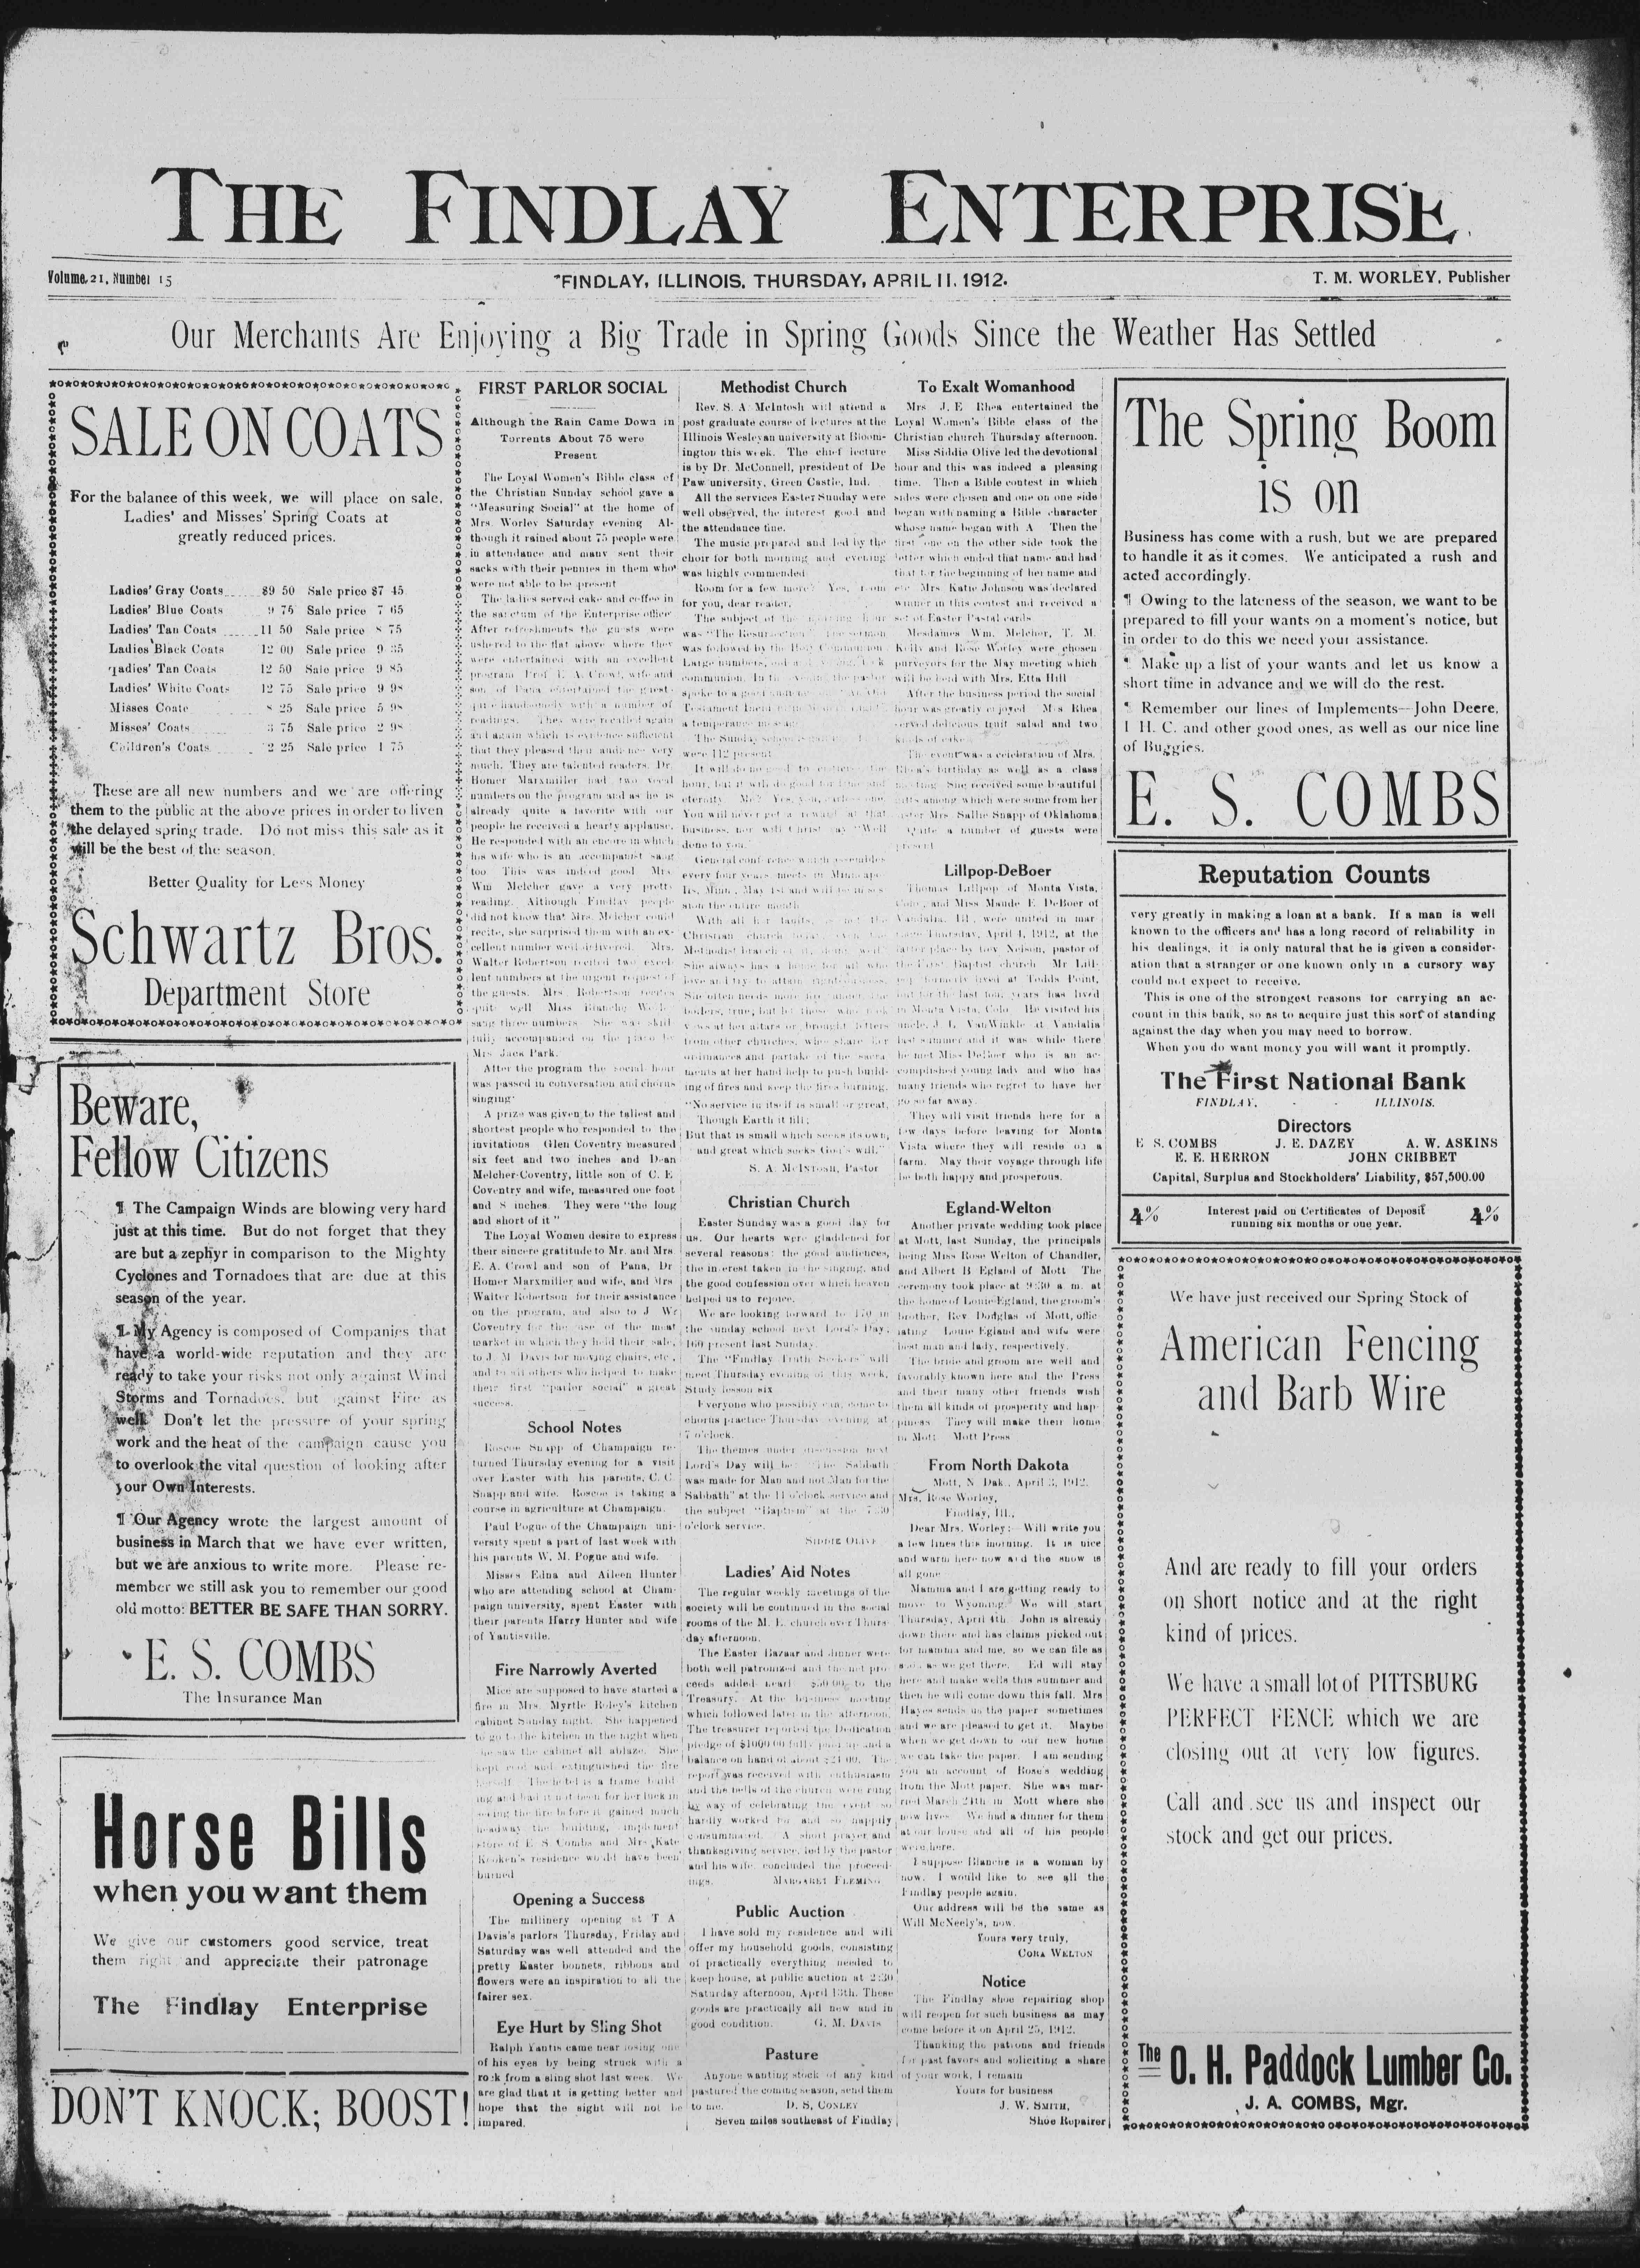 THE FINDLAY ENTERPRISE
Volume 21, Number 15
FINDLAY, ILLINOIS, THURSDAY, APRIL 11, 1912.
T. M. WORLEY, Publisher
Our Merchants Are Enjoying a Big Trade in Spring Goods Since the Weather Has Settled
SALE ON COATS
For the balance of this week, we will place on sale,
Ladies' and Misses' Spring Coats at
greatly reduced prices.
Ladies' Gray Coats $9 50 Sale price $7 45
Ladies' Blue Coats 9 75 Sale price 7 65
Ladies' Tan Coats 11 50 Sale price 8 75
Ladies' Black Coats 12 00 Sale price 9 35
Ladies' Tan Coats 12 50 Sale price 9 85
Ladies' White Coats 12 75 Sale price 9 98
Misses Coats 8 25 Sale price 5 98
Misses' Coats 3 75 Sale price 2 98
Children's Coats 2 25 Sale price 1 75
These are all new numbers and we are offering
them to the public at the above prices in order to liven
the delayed spring trade. Do not miss this sale as it
will be the best of the season.
Better Quality for Less Money
Schwartz Bros.
Department Store
Beware,
Fellow Citizens
¶ The Campaign Winds are blowing very hard
just at this time. But do not forget that they
are but a zephyr in comparison to the Mighty
Cyclones and Tornadoes that are due at this
season of the year.
¶ My Agency is composed of Companies that
have a world-wide reputation and they are
ready to take your risks not only against Wind
Storms and Tornadoes, but against Fire as
well. Don't let the pressure of your spring
work and the heat of the campaign cause you
to overlook the vital question of looking after
your Own Interests.
¶ Our Agency wrote the largest amount of
business in March that we have ever written,
but we are anxious to write more. Please re-
member we still ask you to remember our good
old motto: BETTER BE SAFE THAN SORRY.
E. S. COMBS
The Insurance Man
Horse Bills
when you want them
We give our customers good service, treat
them right and appreciate their patronage
The Findlay Enterprise
DON'T KNOCK; BOOST!
FIRST PARLOR SOCIAL
Although the Rain Came Down in
Torrents About 75 were
Present
The Loyal Women's Bible class of
the Christian Sunday school gave a
"Measuring Social" at the home of
Mrs. Worley Saturday evening Al-
though it rained about 75 people were
in attendance and many sent their
sacks with their pennies in them who
were not able to be present
The ladies served cake and coffee in
the sanctum of the Enterprise office
After refreshments the guests were
ushered to the flat above where they
were entertained with an excellent
program Prof E. A. Crowl, wife and
son of Pana entertained the guests
quite handsomely with a number of
readings. They were recalled again
and again which is evidence sufficient
that they pleased their audience very
much. They are talented readers. Dr.
Homer Marxmiller had two vocal
numbers on the program and as he is
already quite a favorite with our
people he received a hearty applause.
He responded with an encore in which
his wife who is an accompanist sang
too. This was indeed good Mrs.
Wm Melcher gave a very pretty
reading. Although Findlay people
did not know that Mrs. Melcher could
recite, she surprised them with an ex-
cellent number well delivered. Mrs.
Walter Robertson recited two excel-
lent numbers at the urgent request of
the guests. Mrs. Robertson recites
quite well Miss Blanche
sang three numbers She was skil-
fully accompanied on the piano by
Mrs Jack Park.
After the program the social hour
was passed in conversation and chorus
singing
A prize was given to the tallest and
shortest people who responded to the
invitations Glen Coventry measured
six feet and two inches and Dean
Melcher Coventry, little son of C. E.
Coventry and wife, measured one foot
and 8 inches. They were "the long
and short of it"
The Loyal Women desire to express
their sincere gratitude to Mr. and Mrs.
E. A. Crowl and son of Pana, Dr
Homer Marxmiller and wife, and Mrs
Walter Robertson for their assistance
on the program, and also to J Wr
Coventry for the use of the meat
market in which they held their sale,
to J. M Davis for moving chairs, etc.,
and to all others who helped to make
their first "parlor social" a great
success.
School Notes
Roscoe Snapp of Champaign re-
turned Thursday evening for a visit
over Easter with his parents, C. C.
Snapp and wife. Roscoe is taking a
course in agriculture at Champaign.
Paul Pogue of the Champaign uni-
versity spent a part of last week with
his parents W. M. Pogue and wife.
Misses Edna and Aileen Hunter
who are attending school at Cham-
paign university, spent Easter with
their parents Harry Hunter and wife
of Yantisville.
Fire Narrowly Averted
Mice are supposed to have started a
fire in Mrs. Myrtle Roley's kitchen
cabinet Sunday night. She happened
to go to the kitchen in the night when
she saw the cabinet all ablaze. She
kept cool and extinguished the fire
herself. The hotel is a frame build-
ing and had it not been for her luck in
seeing the fire before it gained much
headway the building, implement
store of E S Combs and Mrs Kate
Krooken's residence would have been
burned
Opening a Success
The millinery opening at T A
Davis's parlors Thursday, Friday and
Saturday was well attended and the
pretty Easter bonnets, ribbons and
flowers were an inspiration to all the
fairer sex.
Eye Hurt by Sling Shot
Ralph Yantis came near losing one
of his eyes by being struck with a
rock from a sling shot last week. We
are glad that it is getting better and
hope that the sight will not be
impared.
Methodist Church
Rev. S. A. McIntosh will attend a
post graduate course of lectures at the
Illinois Wesleyan university at Bloom-
ington this week. The chief lecture
is by Dr. McConnell, president of De
Paw university, Green Castle, Ind.
All the services Easter Sunday were
well observed, the interest good and
the attendance fine.
The music prepared and led by the
choir for both morning and evening
was highly commended
Room for a few more? Yes, room
for you, dear reader.
The subject of the morning hour
was "The Resurrection" The sermon
was followed by the Holy Communion
Large numbers,
communion. In the evening the pastor
spoke to a good audience
Testament
a temperance message
The Sunday school
were 112 present
It will do no good to
hour, but it will do good for time and
eternity Me? Yes, you, careless one
You will never get a reward at that
business, nor will Christ say "Well
done to you."
General conference which assembles
every four years meets in Minneapo-
lis, Minn., May 1st and will be in ses-
sion the entire month
With all her faults,
Christian church
Methodist branch of it, doing well.
She always has a home for all who
love and try to attain righteousness.
She often needs more
leaders, true; but let those who took
vows at her altars or brought letters
from other churches, who share her
ordinances and partake of the sacra
ments at her hand help to push build-
ing of fires and keep the fires burning.
"No service in itself is small or great,
Though Earth it fill;
But that is small which seeks its own,
and great which seeks God's will."
S. A. McIntosh, Pastor
Christian Church
Easter Sunday was a good day for
us. Our hearts were gladdened for
several reasons: the good audiences,
the interest taken in the singing, and
the good confession over which heaven
helped us to rejoice.
We are looking forward to 170 in
the sunday school next Lord's Day;
160 present last Sunday
The "Findlay Truth Seekers" will
meet Thursday evening of this week,
Study lesson six
Everyone who possibly can, come to
chorus practice Thursday evening at
7 o'clock.
The themes under discussion next
Lord's Day will be "The Sabbath
was made for Man and not Man for the
Sabbath" at the 11 o'clock service and
the subject "Baptism" at the 7:30
o'clock service.
Siddie Olive
Ladies' Aid Notes
The regular weekly meetings of the
society will be continued in the social
rooms of the M. E. church over Thurs-
day afternoon.
The Easter Bazaar and dinner were
both well patronized and the net pro-
ceeds added nearly $50.00 to the
Treasury. At the business meeting
which followed later in the afternoon,
The treasurer reported the Dedication
pledge of $1000 00 fully paid up and a
balance on hand of about $21 00. The
report was received with enthusiasm
and the bells of the church were rung
by way of celebrating the event so
hardly worked for and so happily
consummated. A short prayer and
thanksgiving service, led by the pastor
and his wife, concluded the proceed-
ings. Margaret Fleming
Public Auction
I have sold my residence and will
offer my household goods, consisting
of practically everything needed to
keep house, at public auction at 2:30
Saturday afternoon, April 13th. These
goods are practically all new and in
good condition. G. M. Davis
Pasture
Anyone wanting stock of any kind
pastured the coming season, send them
to me. D. S. Conley
Seven miles southeast of Findlay
To Exalt Womanhood
Mrs J. E Rhea entertained the
Loyal Women's Bible class of the
Christian church Thursday afternoon.
Miss Siddie Olive led the devotional
hour and this was indeed a pleasing
time. Then a Bible contest in which
sides were chosen and one on one side
began with naming a Bible character
whose name began with A Then the
first one on the other side took the
letter which ended that name and had
that for the beginning of her name and
etc Mrs Katie Johnson was declared
winner in this contest and received a
set of Easter Pastal cards
Mesdames Wm. Melcher, T. M.
Kelly and Rose Worley were chosen
purveyors for the May meeting which
will be held with Mrs. Etta Hill
After the business period the social
hour was greatly enjoyed Mrs Rhea
served delicious fruit salad and two
kinds of cake
The event was a celebration of Mrs.
Rhea's birthday as well as a class
meeting She received some beautiful
gifts among which were some from her
sister Mrs Sallie Snapp of Oklahoma
Quite a number of guests were
present
Lillpop-DeBoer
Thomas Lillpop of Monta Vista,
Colo., and Miss Maude E DeBoer of
Vandalia, Ill., were united in mar
riage Thursday, April 4, 1912, at the
latter place by Rev Nelson, pastor of
the First Baptist church Mr Lill-
pop formerly lived at Todds Point,
but for the last four years has lived
in Monta Vista, Colo. He visited his
uncle, J. L VanWinkle at Vandalia
last summer and it was while there
he met Miss DeBoer who is an ac-
complished young lady and who has
many friends who regret to have her
go so far away.
They will visit friends here for a
few days before leaving for Monta
Vista where they will reside on a
farm. May their voyage through life
be both happy and prosperous.
Egland-Welton
Another private wedding took place
at Mott, last Sunday, the principals
being Miss Rose Welton of Chandler,
and Albert B Egland of Mott The
ceremony took place at 9:30 a. m. at
the home of Louie Egland, the groom's
brother, Rev Dodglas of Mott, offic-
iating Louie Egland and wife were
best man and lady, respectively.
The bride and groom are well and
favorably known here and the Press
and their many other friends wish
them all kinds of prosperity and hap-
piness They will make their home
in Mott Mott Press
From North Dakota
Mott, N Dak., April 3, 1912.
Mrs. Rose Worley,
Findlay, Ill.,
Dear Mrs. Worley:—Will write you
a few lines this morning. It is nice
and warm here now and the snow is
all gone
Mamma and I are getting ready to
move to Wyoming. We will start
Thursday, April 4th John is already
down there and has claims picked out
for mamma and me, so we can file as
soon as we get there. Ed will stay
here and make wells this summer and
then he will come down this fall. Mrs
Hayes sends us the paper sometimes
and we are pleased to get it. Maybe
when we get down to our new home
we can take the paper. I am sending
you an account of Rose's wedding
from the Mott paper. She was mar-
ried March 24th in Mott where she
now lives We had a dinner for them
at our house and all of his people
were here.
I suppose Blanche is a woman by
now. I would like to see all the
Findlay people again.
Our address will be the same as
Will McNeely's, now.
Yours very truly,
Cora Welton
Notice
The Findlay shoe repairing shop
will reopen for such business as may
come before it on April 25, 1912.
Thanking the patrons and friends
for past favors and soliciting a share
of your work, I remain
Yours for business
J. W. Smith,
Shoe Repairer
The Spring Boom
is on
Business has come with a rush, but we are prepared
to handle it as it comes. We anticipated a rush and
acted accordingly.
¶ Owing to the lateness of the season, we want to be
prepared to fill your wants on a moment's notice, but
in order to do this we need your assistance.
¶ Make up a list of your wants and let us know a
short time in advance and we will do the rest.
¶ Remember our lines of Implements—John Deere,
I H. C. and other good ones, as well as our nice line
of Buggies.
E. S. COMBS
Reputation Counts
very greatly in making a loan at a bank. If a man is well
known to the officers and has a long record of reliability in
his dealings, it is only natural that he is given a consider-
ation that a stranger or one known only in a cursory way
could not expect to receive.
This is one of the strongest reasons for carrying an ac-
count in this bank, so as to acquire just this sort of standing
against the day when you may need to borrow.
When you do want money you will want it promptly.
The First National Bank
FINDLAY, - - ILLINOIS.
Directors
E S. COMBS J. E. DAZEY A. W. ASKINS
E. E. HERRON JOHN CRIBBET
Capital, Surplus and Stockholders' Liability, $57,500.00
4% Interest paid on Certificates of Deposit 4%
running six months or one year.
We have just received our Spring Stock of
American Fencing
and Barb Wire
And are ready to fill your orders
on short notice and at the right
kind of prices.
We have a small lot of PITTSBURG
PERFECT FENCE which we are
closing out at very low figures.
Call and see us and inspect our
stock and get our prices.
The O. H. Paddock Lumber Co.
J. A. COMBS, Mgr.